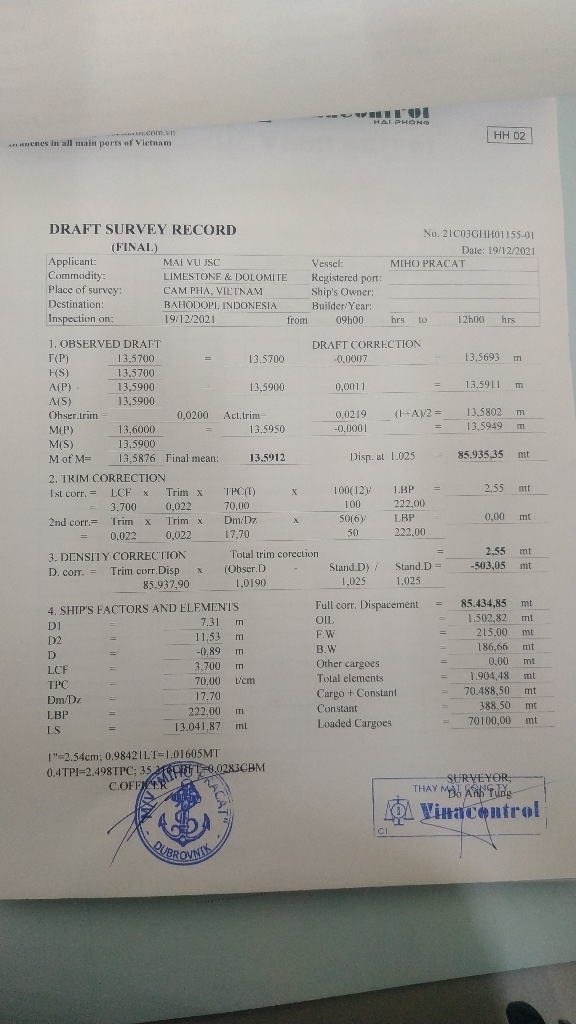 HAI PHONG
HH 02
in all main ports of Vietnam
DRAFT SURVEY RECORD
(FINAL)
No. 21C03GHH01155-01
Date: 19/12/2021
Applicant: MAI VU JSC Vessel: MIHO PRACAT
Commodity: LIMESTONE & DOLOMITE Registered port:
Place of survey: CAM PHA, VIETNAM Ship's Owner:
Destination: BAHODOPI, INDONESIA Builder/Year:
Inspection on: 19/12/2021 from 09h00 hrs to 12h00 hrs
1. OBSERVED DRAFT DRAFT CORRECTION
F(P) 13,5700 = 13,5700 -0,0007 13,5693 m
F(S) 13,5700
A(P) 13,5900 13,5900 0,0011 = 13,5911 m
A(S) 13,5900
Obser.trim = 0,0200 Act.trim= 0,0219 (F+A)/2 = 13,5802 m
M(P) 13,6000 = 13,5950 -0,0001 = 13,5949 m
M(S) 13,5900
M of M= 13,5876 Final mean: 13,5912 Disp. at 1.025 85.935,35 mt
2. TRIM CORRECTION
1st corr. = LCF x Trim x TPC(I) x 100(12)/ LBP = 2,55 mt
= 3,700 0,022 70,00 100 222,00
2nd corr.= Trim x Trim x Dm/Dz x 50(6)/ LBP 0,00 mt
= 0,022 0,022 17,70 50 222,00
3. DENSITY CORRECTION Total trim corection = 2,55 mt
D. corr. = Trim corr.Disp x (Obser.D - Stand.D) / Stand.D = -503,05 mt
85.937,90 1,0190 1,025 1,025
4. SHIP'S FACTORS AND ELEMENTS Full corr. Dispacement = 85.434,85 mt
D1 = 7,31 m OIL = 1.502,82 mt
D2 = 11,53 m F.W = 215,00 mt
D = -0,89 m B.W = 186,66 mt
LCF = 3,700 m Other cargoes = 0,00 mt
TPC = 70,00 t/cm Total elements = 1.904,48 mt
Dm/Dz = 17,70 Cargo + Constant = 70.488,50 mt
LBP = 222,00 m Constant = 388,50 mt
LS = 13.041,87 mt Loaded Cargoes = 70100,00 mt
1"=2.54cm; 0.98421LT=1.01605MT
0.4TPI=2.498TPC; 0.0283CBM
C.OFFICER
SURVEYOR,
THAY MẶT CÔNG TY
Do Anh Tung
Vinacontrol
CI
M/V "MIHO PRACAT"
DUBROVNIK